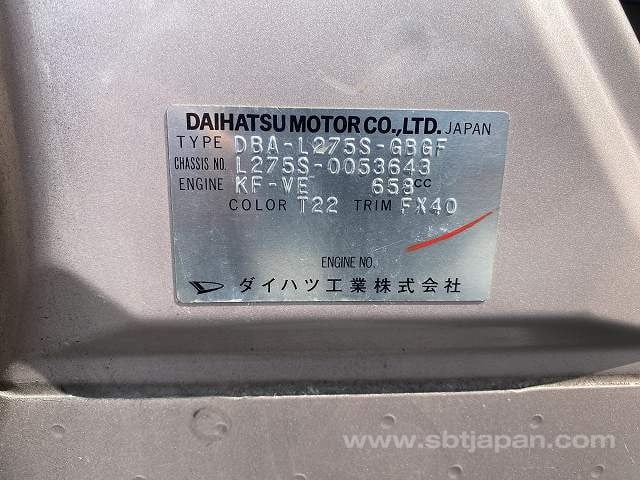 DAIHATSU MOTOR CO.,LTD. JAPAN
TYPE DBA-L275S-GBGF
CHASSIS NO. L275S-0053643
ENGINE KF-VE 658cc
COLOR T22 TRIM FX40
ENGINE NO.
ダイハツ工業株式会社
www.sbtjapan.com